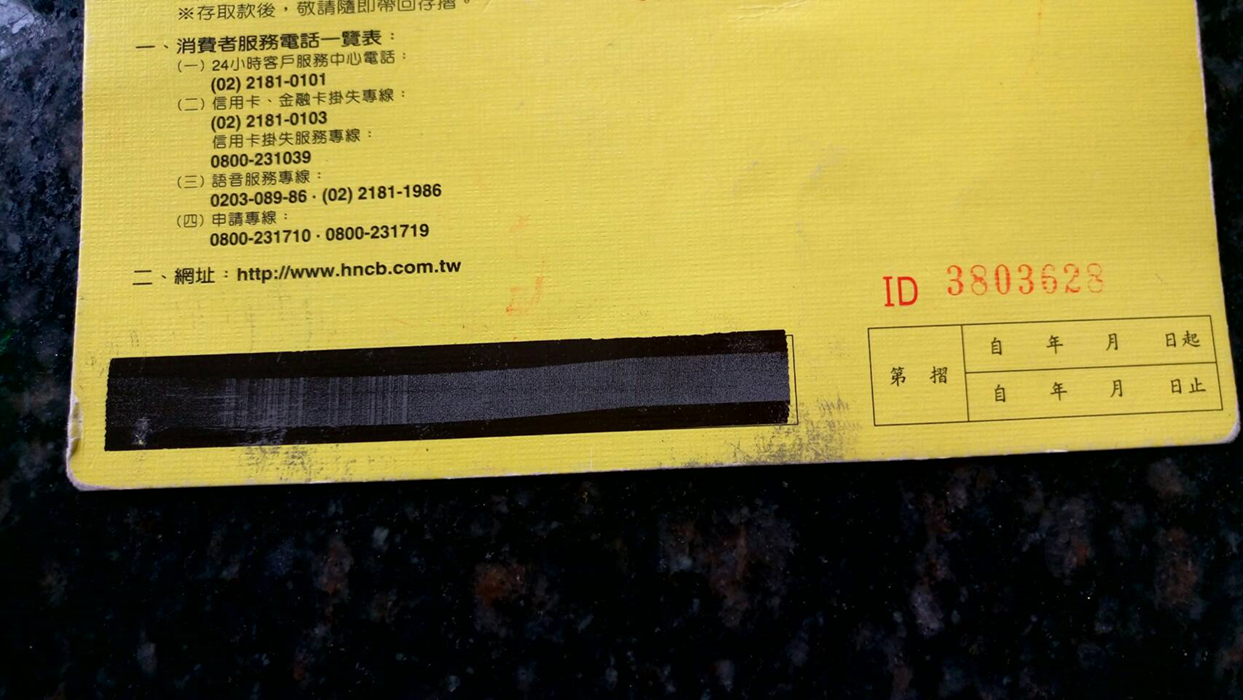 ※存取款後，敬請隨即帶回存摺。
一、消費者服務電話一覽表：
(一) 24小時客戶服務中心電話：
(02) 2181-0101
(二) 信用卡、金融卡掛失專線：
(02) 2181-0103
信用卡掛失服務專線：
0800-231039
(三) 語音服務專線：
0203-089-86．(02) 2181-1986
(四) 申請專線：
0800-231710．0800-231719
二、網址：http://www.hncb.com.tw
ID 3803628
第 摺
自 年 月 日起
自 年 月 日止